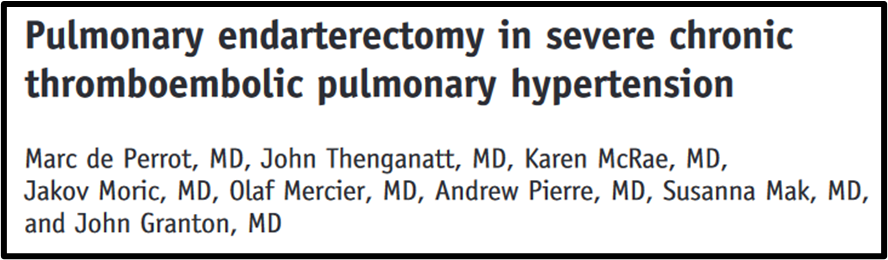 Pulmonary endarterectomy in severe chronic
thromboembolic pulmonary hypertension
Marc de Perrot, MD, John Thenganatt, MD, Karen McRae, MD,
Jakov Moric, MD, Olaf Mercier, MD, Andrew Pierre, MD, Susanna Mak, MD,
and John Granton, MD